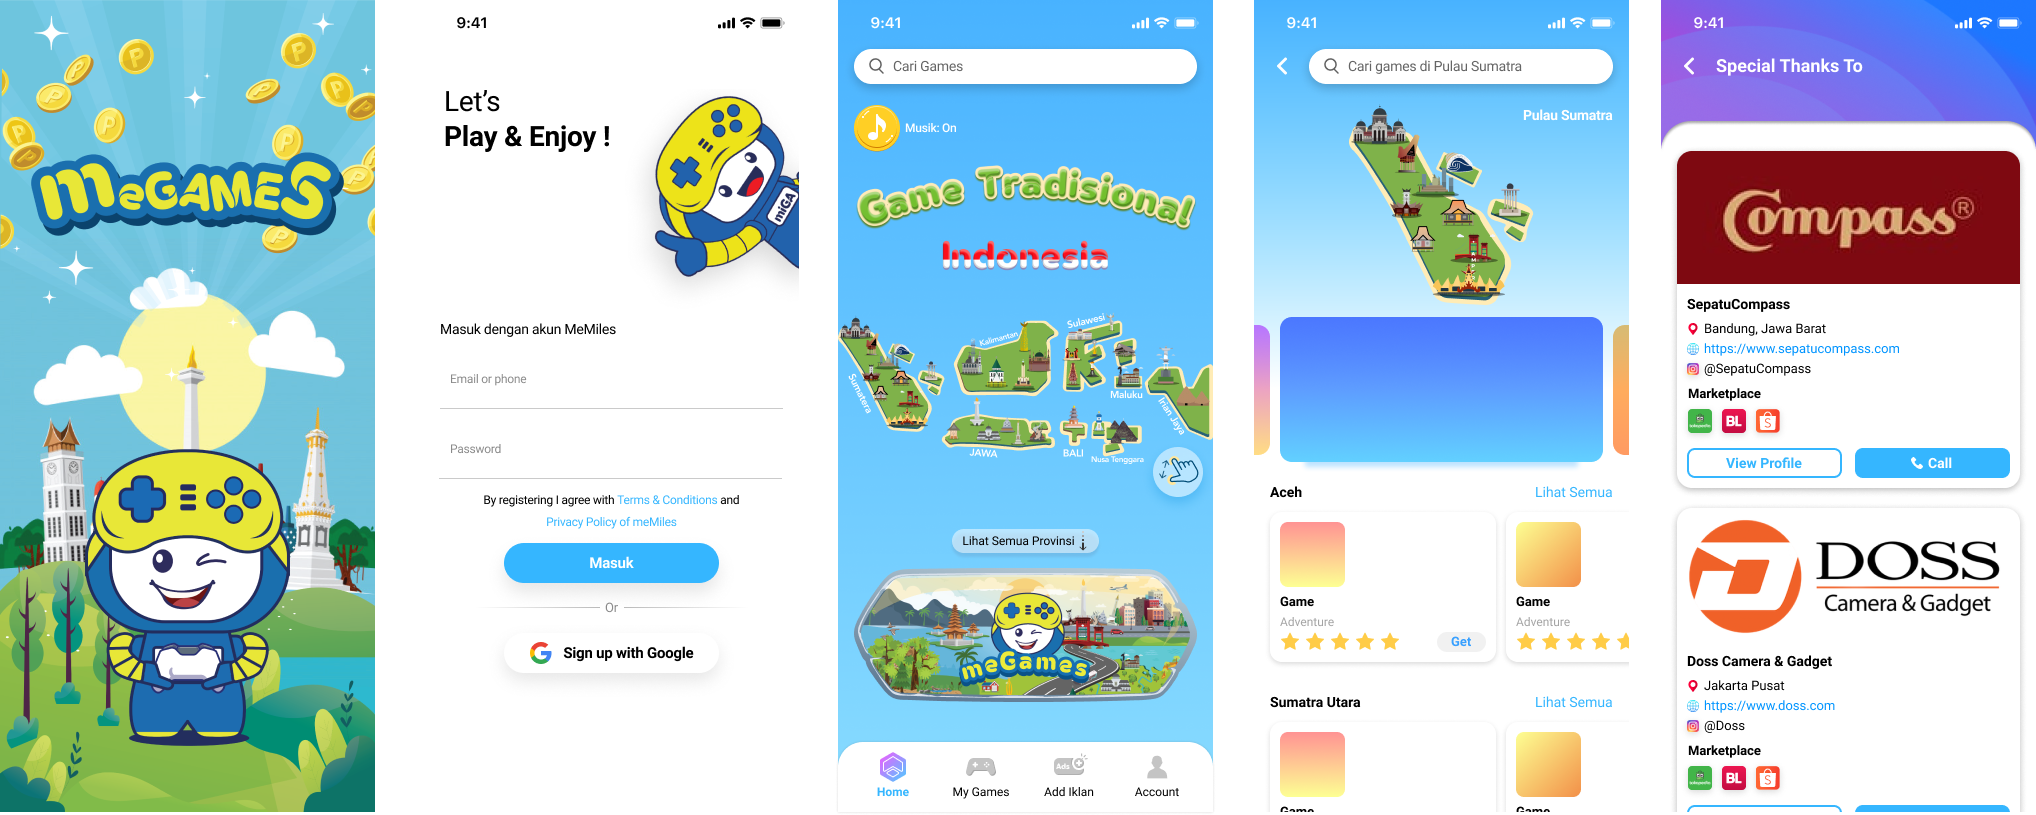 MeGAMES
9:41
Let's
Play & Enjoy !
miGA
Masuk dengan akun MeMiles
Email or phone
Password
By registering I agree with Terms & Conditions and
Privacy Policy of meMiles
Masuk
Or
Sign up with Google
9:41
Cari Games
Musik: On
Game Tradisional
Indonesia
Kalimantan
Sulawesi
Sumatera
Maluku
Irian Jaya
JAWA
BALI
Nusa Tenggara
Lihat Semua Provinsi
meGames
Home
My Games
Ads
Add Iklan
Account
9:41
Cari games di Pulau Sumatra
Pulau Sumatra
Aceh
Lihat Semua
Game
Adventure
Get
Game
Adventure
Sumatra Utara
Lihat Semua
Game
Game
9:41
Special Thanks To
Compass®
SepatuCompass
Bandung, Jawa Barat
https://www.sepatucompass.com
@SepatuCompass
Marketplace
BL
View Profile
Call
DOSS
Camera & Gadget
Doss Camera & Gadget
Jakarta Pusat
https://www.doss.com
@Doss
Marketplace
BL